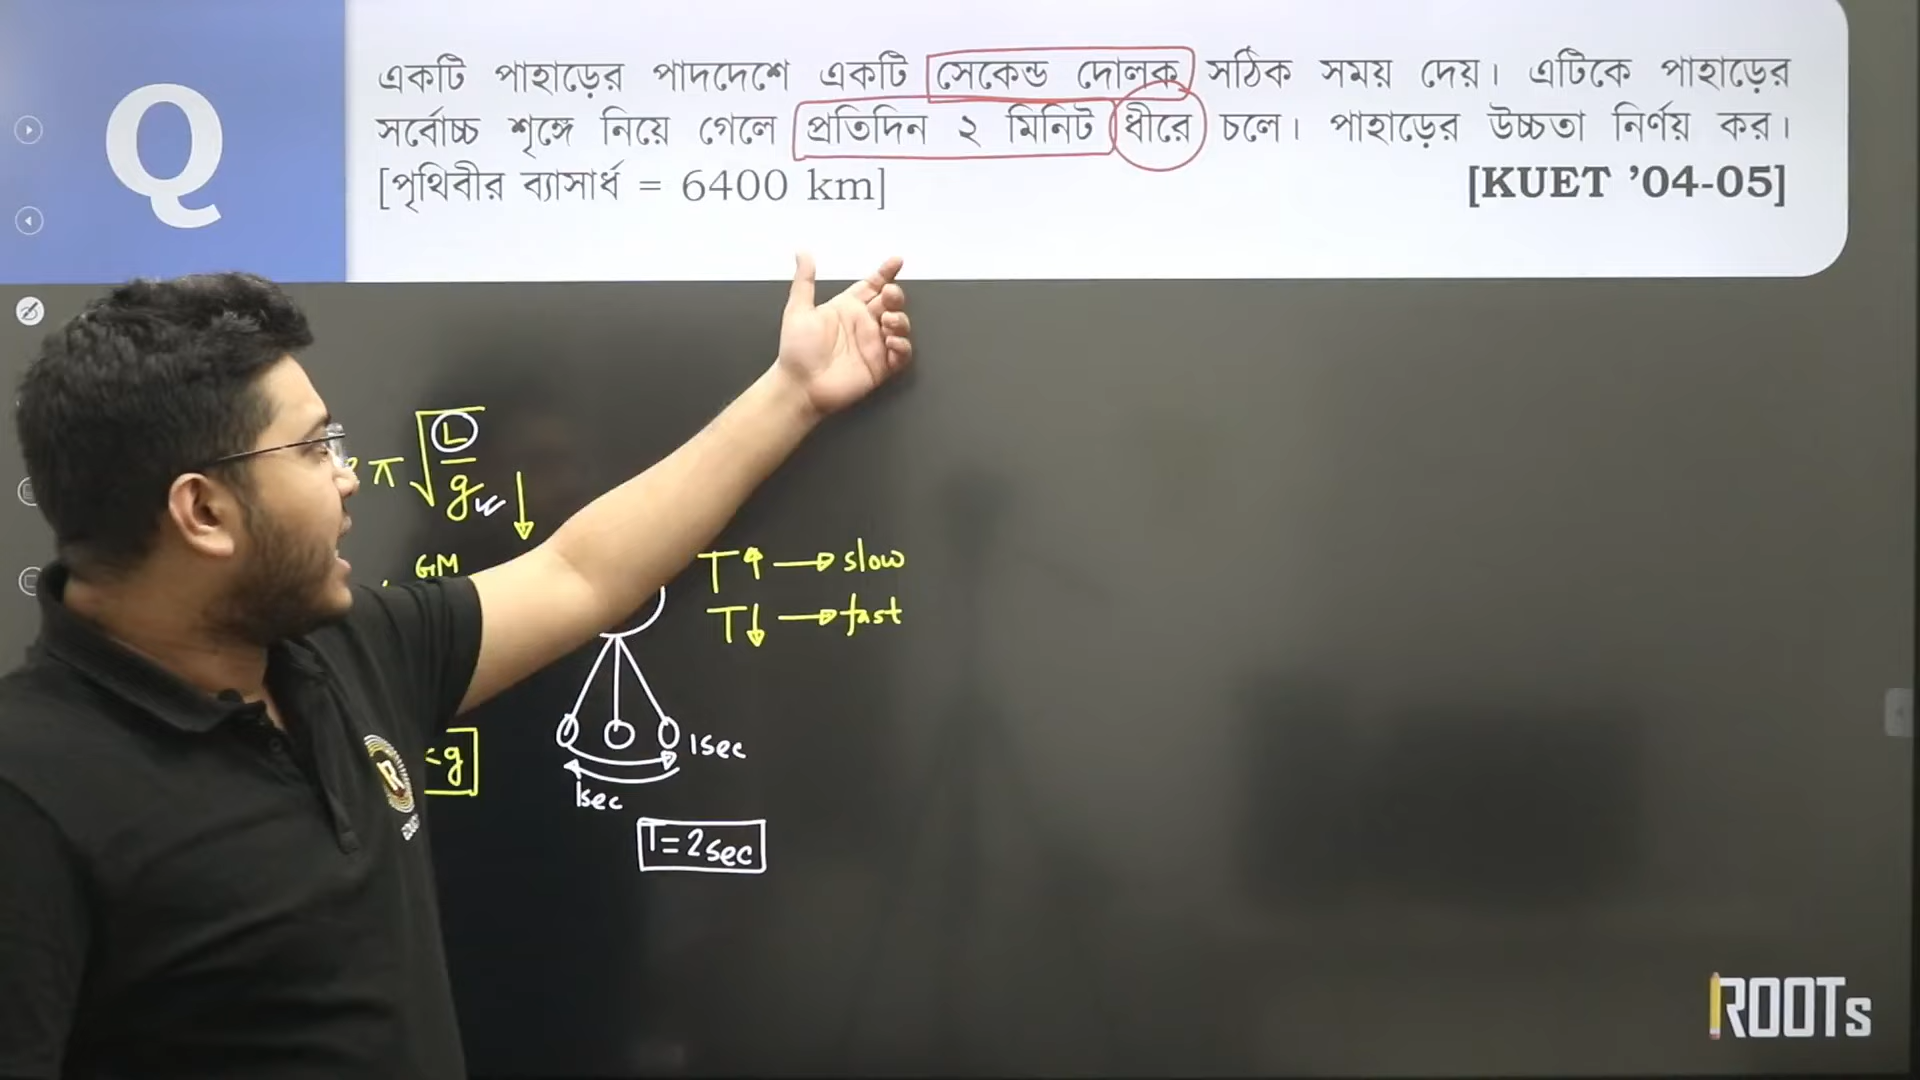 Q
একটি পাহাড়ের পাদদেশে একটি সেকেন্ড দোলক সঠিক সময় দেয়। এটিকে পাহাড়ের
সর্বোচ্চ শৃঙ্গে নিয়ে গেলে প্রতিদিন ২ মিনিট ধীরে চলে। পাহাড়ের উচ্চতা নির্ণয় কর।
[পৃথিবীর ব্যাসার্ধ = 6400 km] [KUET ’04-05]
π √ L / g ↓
GM
T↑ → slow
T↓ → fast
1sec
1sec
g
T=2sec
ROOTs